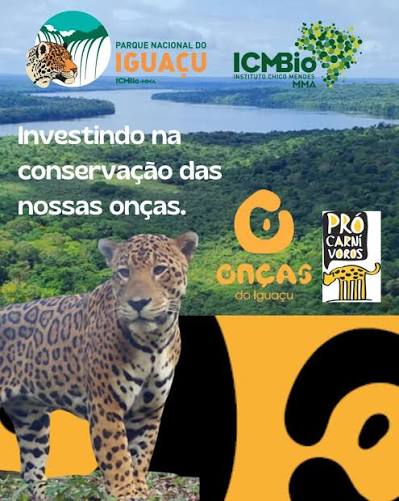 PARQUE NACIONAL DO
IGUAÇU
ICMBio-MMA
ICMBio
INSTITUTO CHICO MENDES
MMA
Investindo na
conservação das
nossas onças.
onças
do Iguaçu
PRÓ
CARNÍ
VOROS